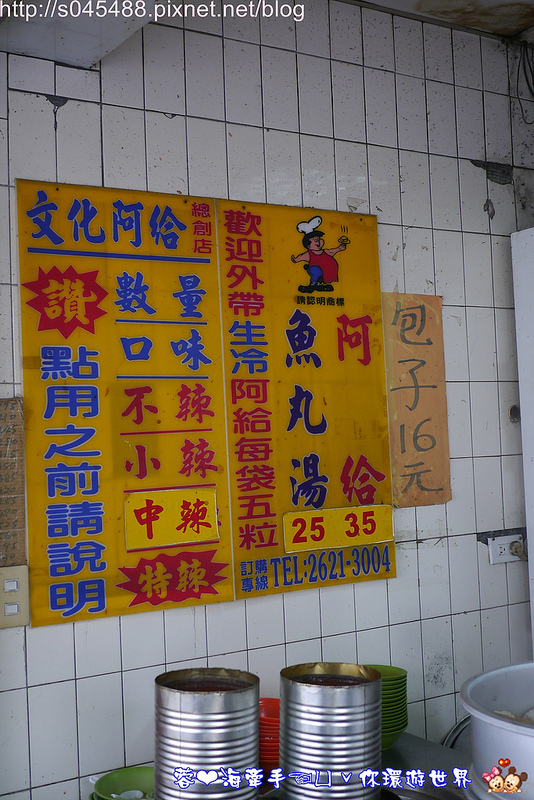 http://s045488.pixnet.net/blog
文化阿給
總創店
讚
點用之前請說明
數量
口味
不辣
小辣
中辣
特辣
歡迎外帶生冷阿給每袋五粒
請認明商標
魚丸湯
25
阿給
35
訂購專線
TEL:2621-3004
包子16元
蓉❤海牽手👈凵♡你環遊世界